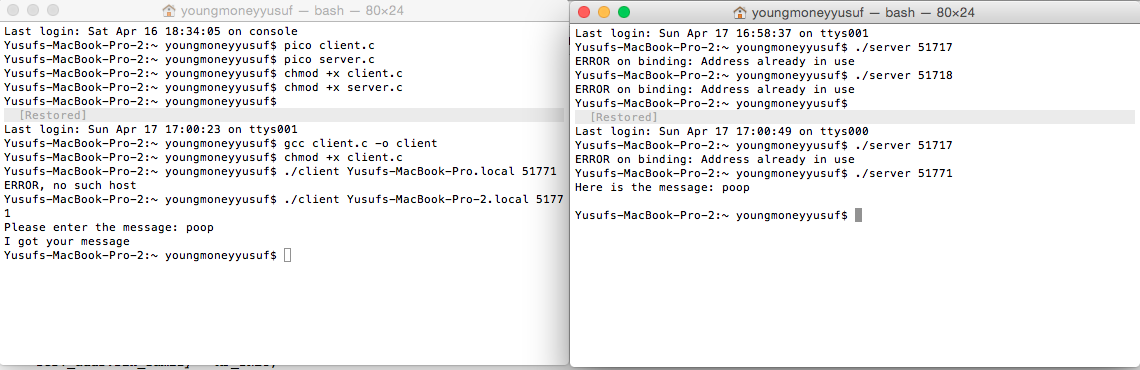 youngmoneyyusuf — bash — 80×24
Last login: Sat Apr 16 18:34:05 on console
Yusufs-MacBook-Pro-2:~ youngmoneyyusuf$ pico client.c
Yusufs-MacBook-Pro-2:~ youngmoneyyusuf$ pico server.c
Yusufs-MacBook-Pro-2:~ youngmoneyyusuf$ chmod +x client.c
Yusufs-MacBook-Pro-2:~ youngmoneyyusuf$ chmod +x server.c
Yusufs-MacBook-Pro-2:~ youngmoneyyusuf$
[Restored]
Last login: Sun Apr 17 17:00:23 on ttys001
Yusufs-MacBook-Pro-2:~ youngmoneyyusuf$ gcc client.c -o client
Yusufs-MacBook-Pro-2:~ youngmoneyyusuf$ chmod +x client.c
Yusufs-MacBook-Pro-2:~ youngmoneyyusuf$ ./client Yusufs-MacBook-Pro.local 51771
ERROR, no such host
Yusufs-MacBook-Pro-2:~ youngmoneyyusuf$ ./client Yusufs-MacBook-Pro-2.local 5177
1
Please enter the message: poop
I got your message
Yusufs-MacBook-Pro-2:~ youngmoneyyusuf$
youngmoneyyusuf — bash — 80×24
Last login: Sun Apr 17 16:58:37 on ttys001
Yusufs-MacBook-Pro-2:~ youngmoneyyusuf$ ./server 51717
ERROR on binding: Address already in use
Yusufs-MacBook-Pro-2:~ youngmoneyyusuf$ ./server 51718
ERROR on binding: Address already in use
Yusufs-MacBook-Pro-2:~ youngmoneyyusuf$
[Restored]
Last login: Sun Apr 17 17:00:49 on ttys000
Yusufs-MacBook-Pro-2:~ youngmoneyyusuf$ ./server 51717
ERROR on binding: Address already in use
Yusufs-MacBook-Pro-2:~ youngmoneyyusuf$ ./server 51771
Here is the message: poop
Yusufs-MacBook-Pro-2:~ youngmoneyyusuf$